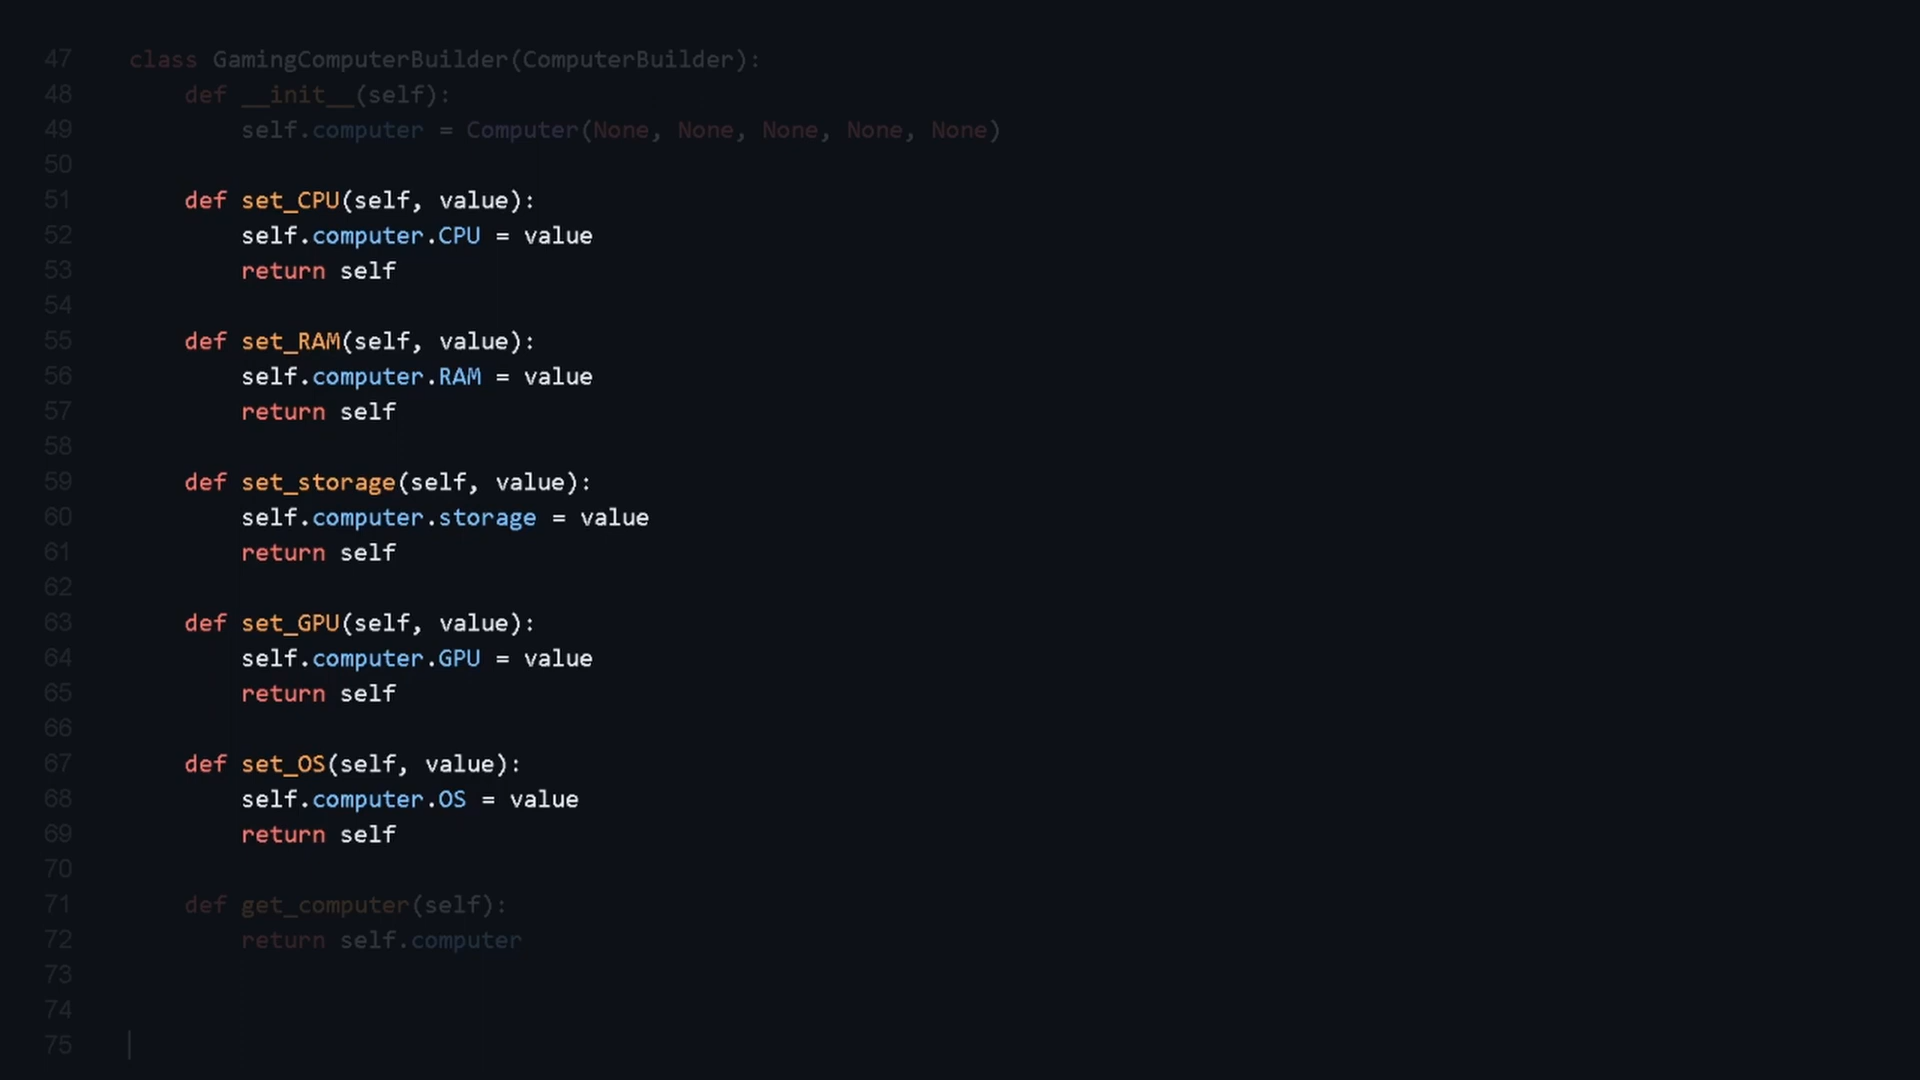 47 class GamingComputerBuilder(ComputerBuilder):
48     def __init__(self):
49         self.computer = Computer(None, None, None, None, None)
50
51     def set_CPU(self, value):
52         self.computer.CPU = value
53         return self
54
55     def set_RAM(self, value):
56         self.computer.RAM = value
57         return self
58
59     def set_storage(self, value):
60         self.computer.storage = value
61         return self
62
63     def set_GPU(self, value):
64         self.computer.GPU = value
65         return self
66
67     def set_OS(self, value):
68         self.computer.OS = value
69         return self
70
71     def get_computer(self):
72         return self.computer
73
74
75